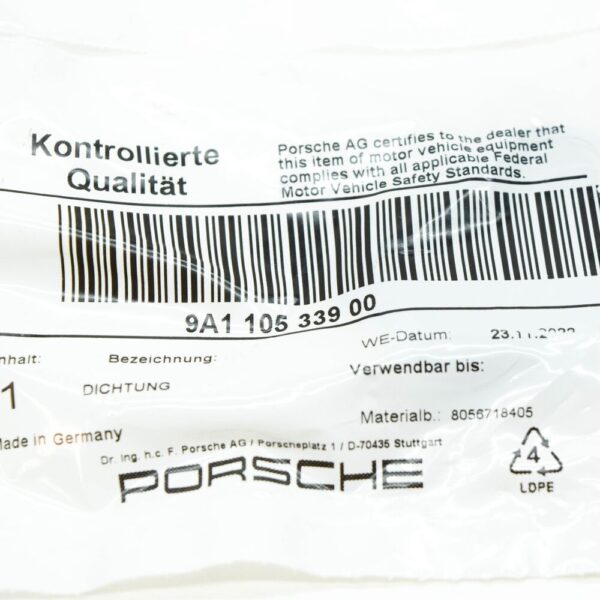 Kontrollierte
Qualität
Porsche AG certifies to the dealer that
this item of motor vehicle equipment
complies with all applicable Federal
Motor Vehicle Safety Standards.
9A1 105 339 00
nhalt:
Bezeichnung:
WE-Datum:
1
DICHTUNG
Verwendbar bis:
Materialb.: 8056718405
Made in Germany
Dr. Ing. h.c. F. Porsche AG / Porscheplatz 1 / D-70435 Stuttgart
PORSCHE
4
LDPE